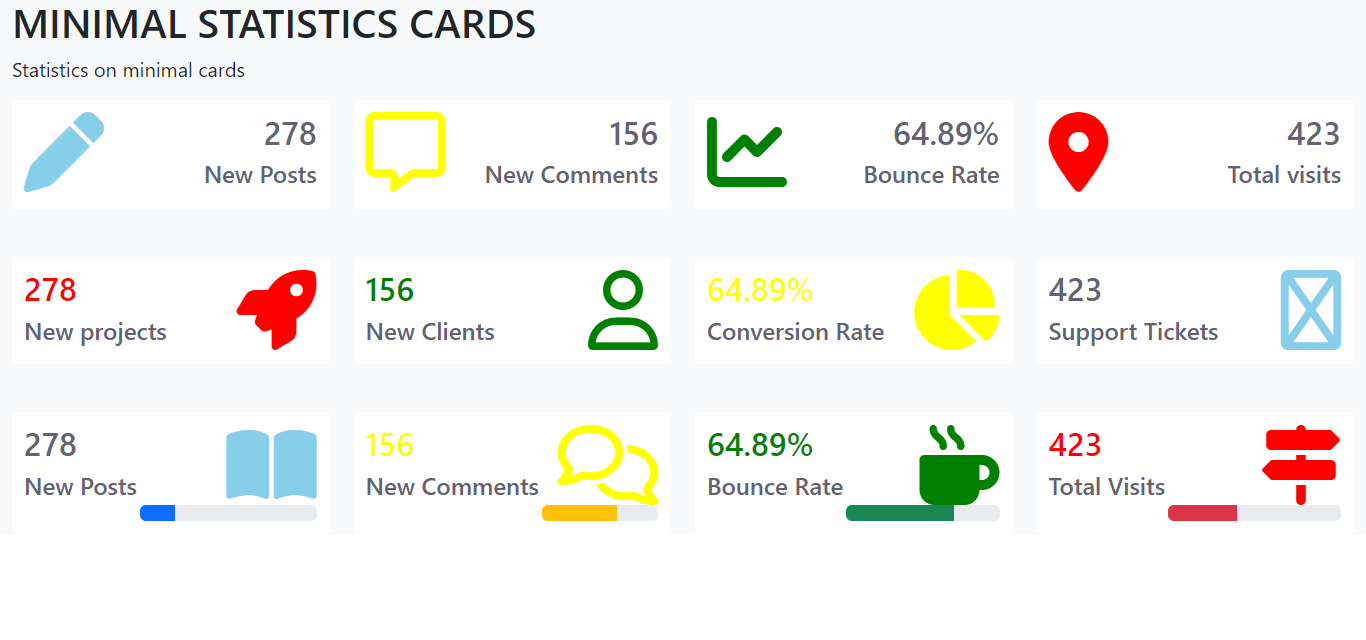 MINIMAL STATISTICS CARDS
Statistics on minimal cards
278
New Posts
156
New Comments
64.89%
Bounce Rate
423
Total visits
278
New projects
156
New Clients
64.89%
Conversion Rate
423
Support Tickets
278
New Posts
156
New Comments
64.89%
Bounce Rate
423
Total Visits